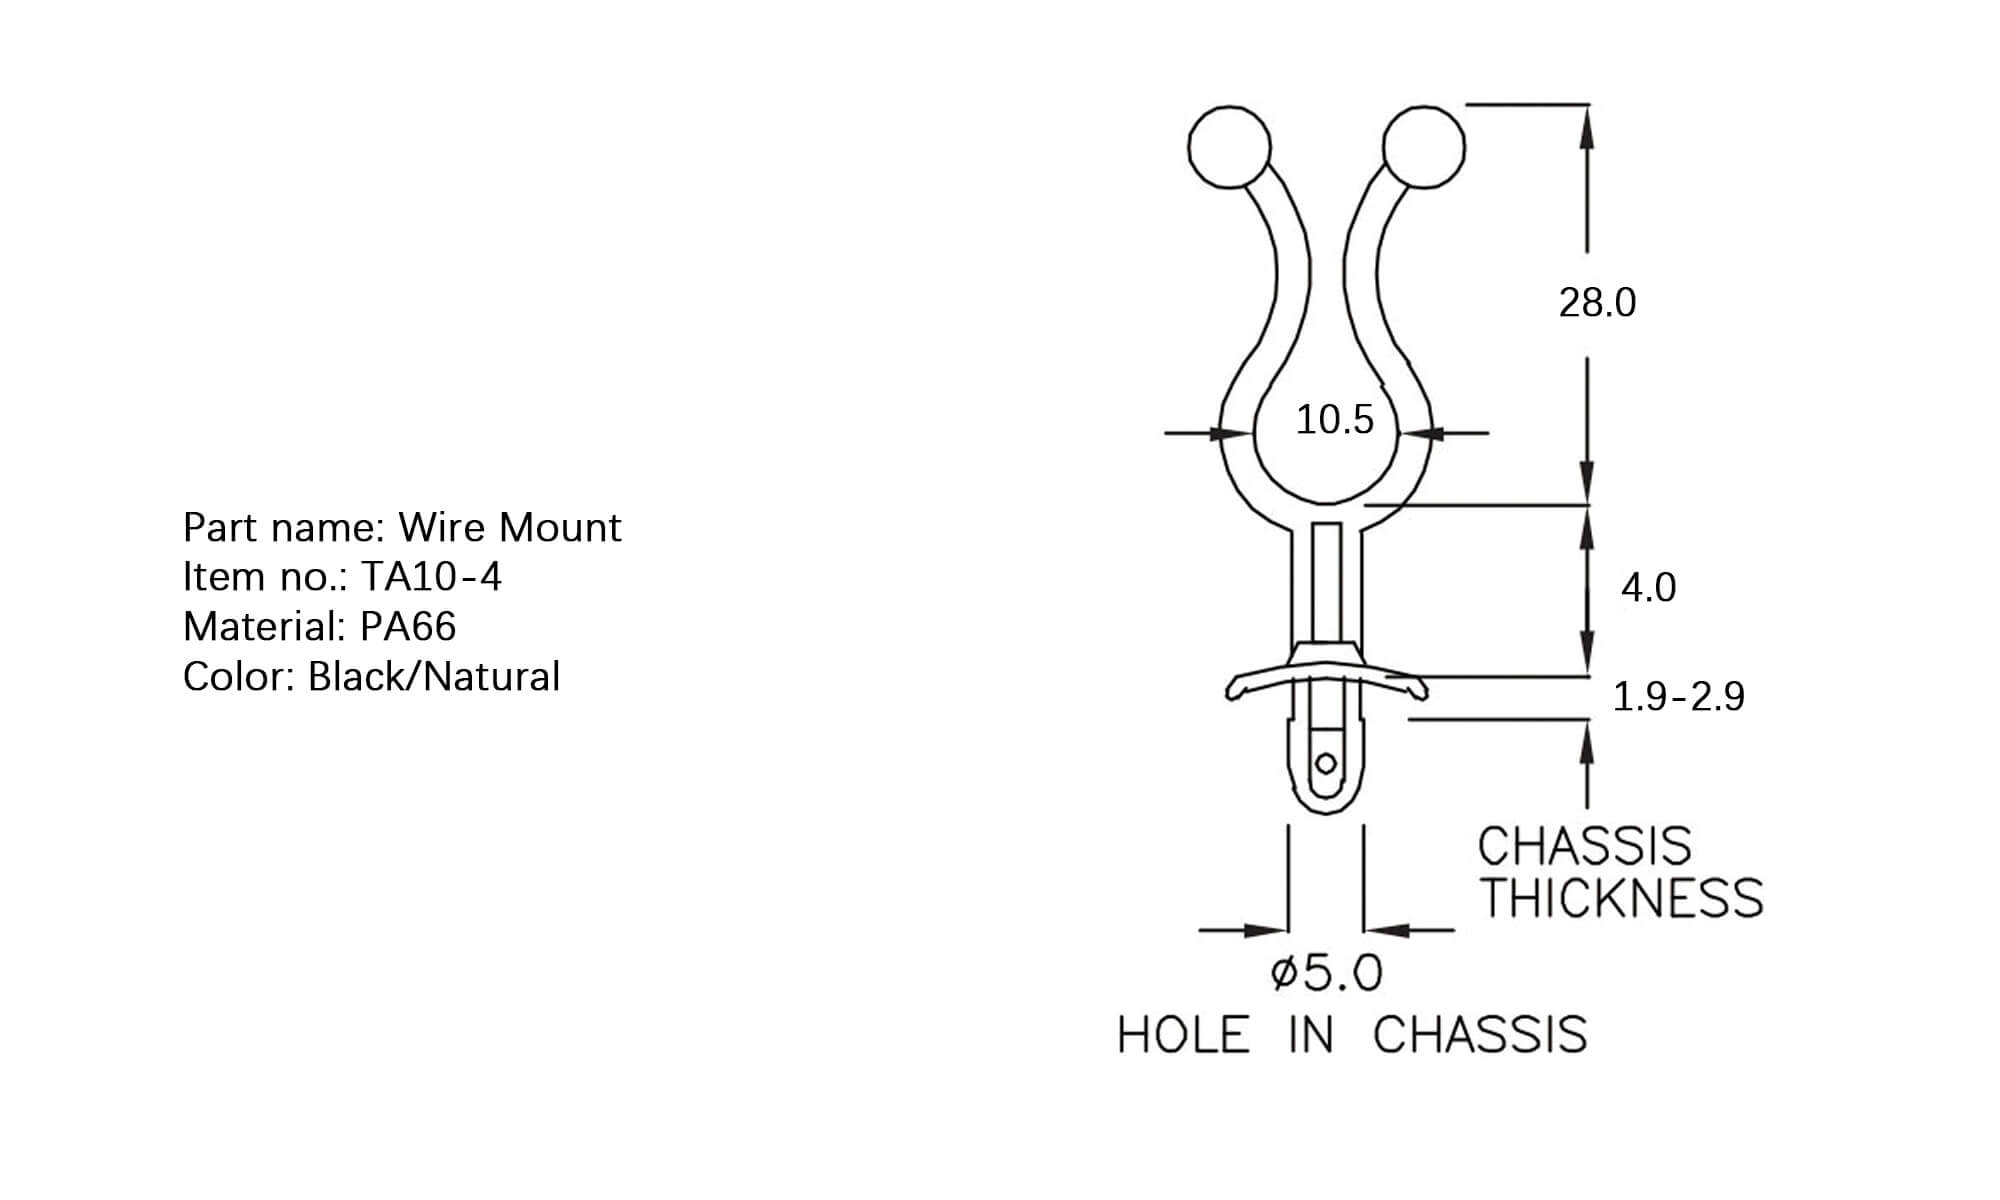 Part name: Wire Mount
Item no.: TA10-4
Material: PA66
Color: Black/Natural
28.0
10.5
4.0
1.9-2.9
CHASSIS
THICKNESS
ø5.0
HOLE IN CHASSIS